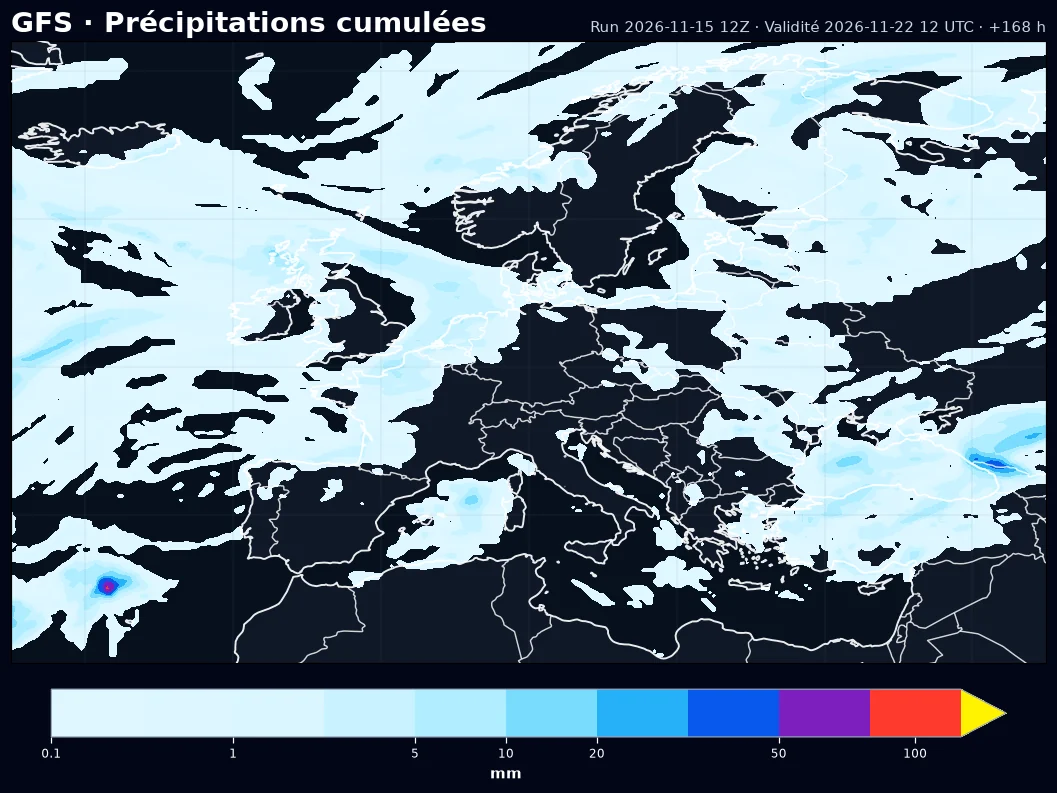 GFS · Précipitations cumulées
Run 2026-11-15 12Z · Validité 2026-11-22 12 UTC · +168 h
0.1 1 5 10 20 50 100
mm